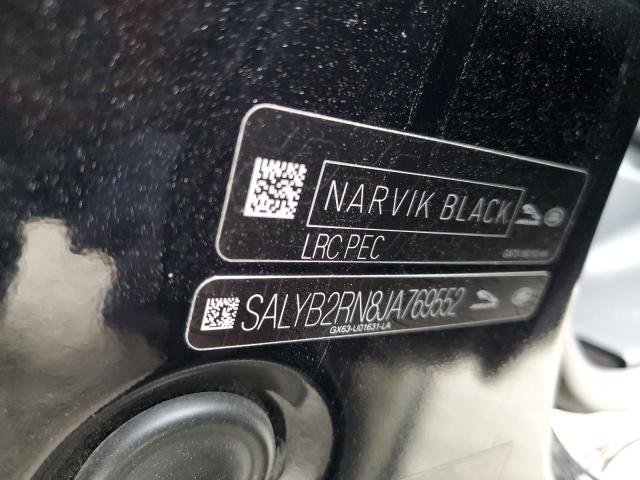 NARVIK BLACK
LRC PEC
SALYB2RN8JA769552
GX63-U01631-LA